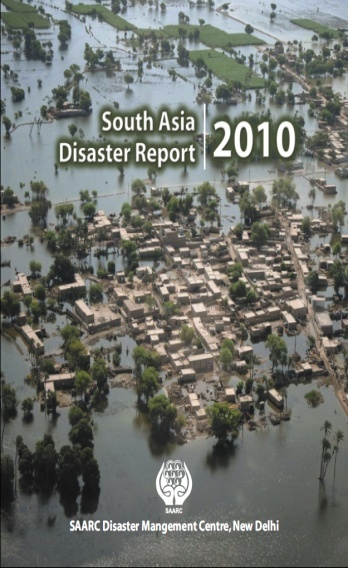 South Asia
Disaster Report
2010
SAARC
SAARC Disaster Mangement Centre, New Delhi